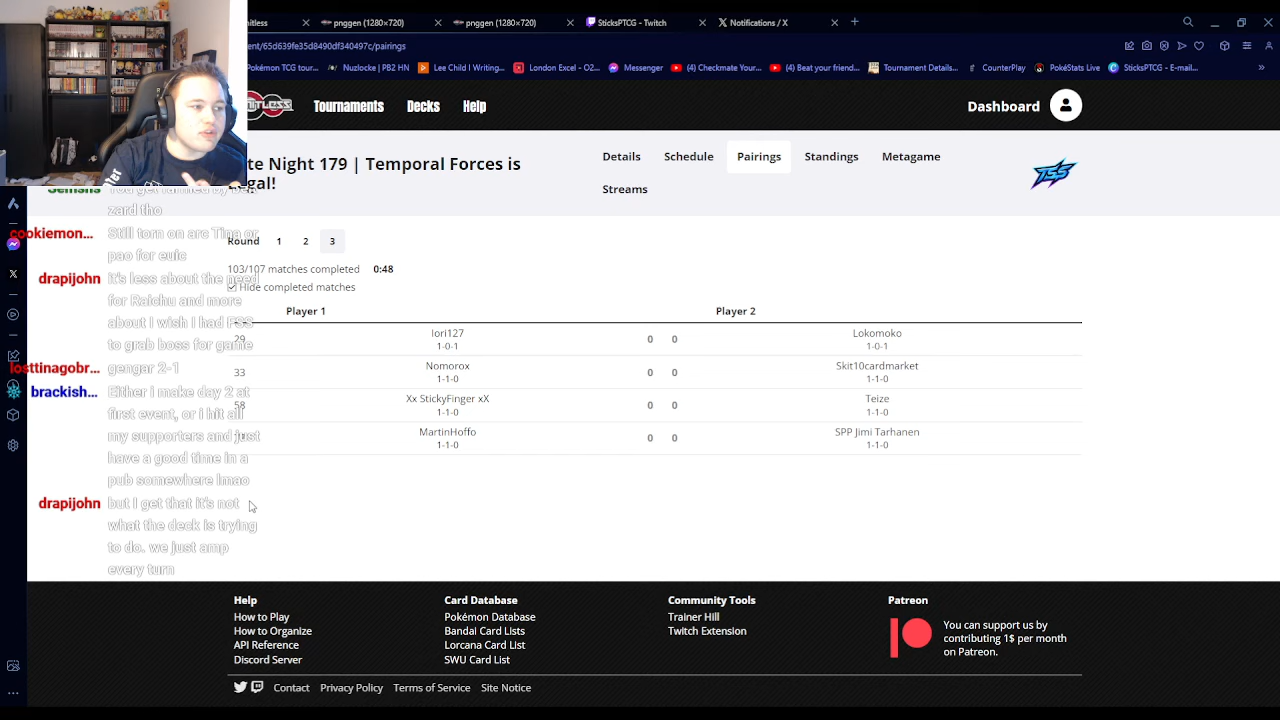 pnggen (1280×720)
pnggen (1280×720)
SticksPTCG - Twitch
Notifications / X
ent/65d639fe35d8490df340497c/pairings
Pokémon TCG tour...
Nuzlocke | PB2 HN
Lee Child I Writing...
London Excel - O2...
Messenger
(4) Checkmate Your...
(4) Beat your friend...
Tournament Details...
CounterPlay
PokéStats Live
SticksPTCG - E-mail...
Tournaments
Decks
Help
Dashboard
te Night 179 | Temporal Forces is
egal!
Details
Schedule
Pairings
Standings
Metagame
Streams
TSS
zard tho
cookiemon...
Still torn on arc Tina or
pao for euic
drapijohn
it's less about the need
for Raichu and more
about I wish I had PSS
to grab boss for game
losttinagobr...
gengar 2-1
brackish...
Either i make day 2 at
first event, or i hit all
my supporters and just
have a good time in a
pub somewhere lmao
drapijohn
but I get that it's not
what the deck is trying
to do. we just amp
every turn
Round
1
2
3
103/107 matches completed
0:48
Hide completed matches
Player 1
Player 2
29
Iori127
1-0-1
0
0
Lokomoko
1-0-1
33
Nomorox
1-1-0
0
0
Skit10cardmarket
1-1-0
58
Xx StickyFinger xX
1-1-0
0
0
Teize
1-1-0
MartinHoffo
1-1-0
0
0
SPP Jimi Tarhanen
1-1-0
Help
How to Play
How to Organize
API Reference
Discord Server
Card Database
Pokémon Database
Bandai Card Lists
Lorcana Card List
SWU Card List
Community Tools
Trainer Hill
Twitch Extension
Patreon
You can support us by
contributing 1$ per month
on Patreon.
Contact
Privacy Policy
Terms of Service
Site Notice